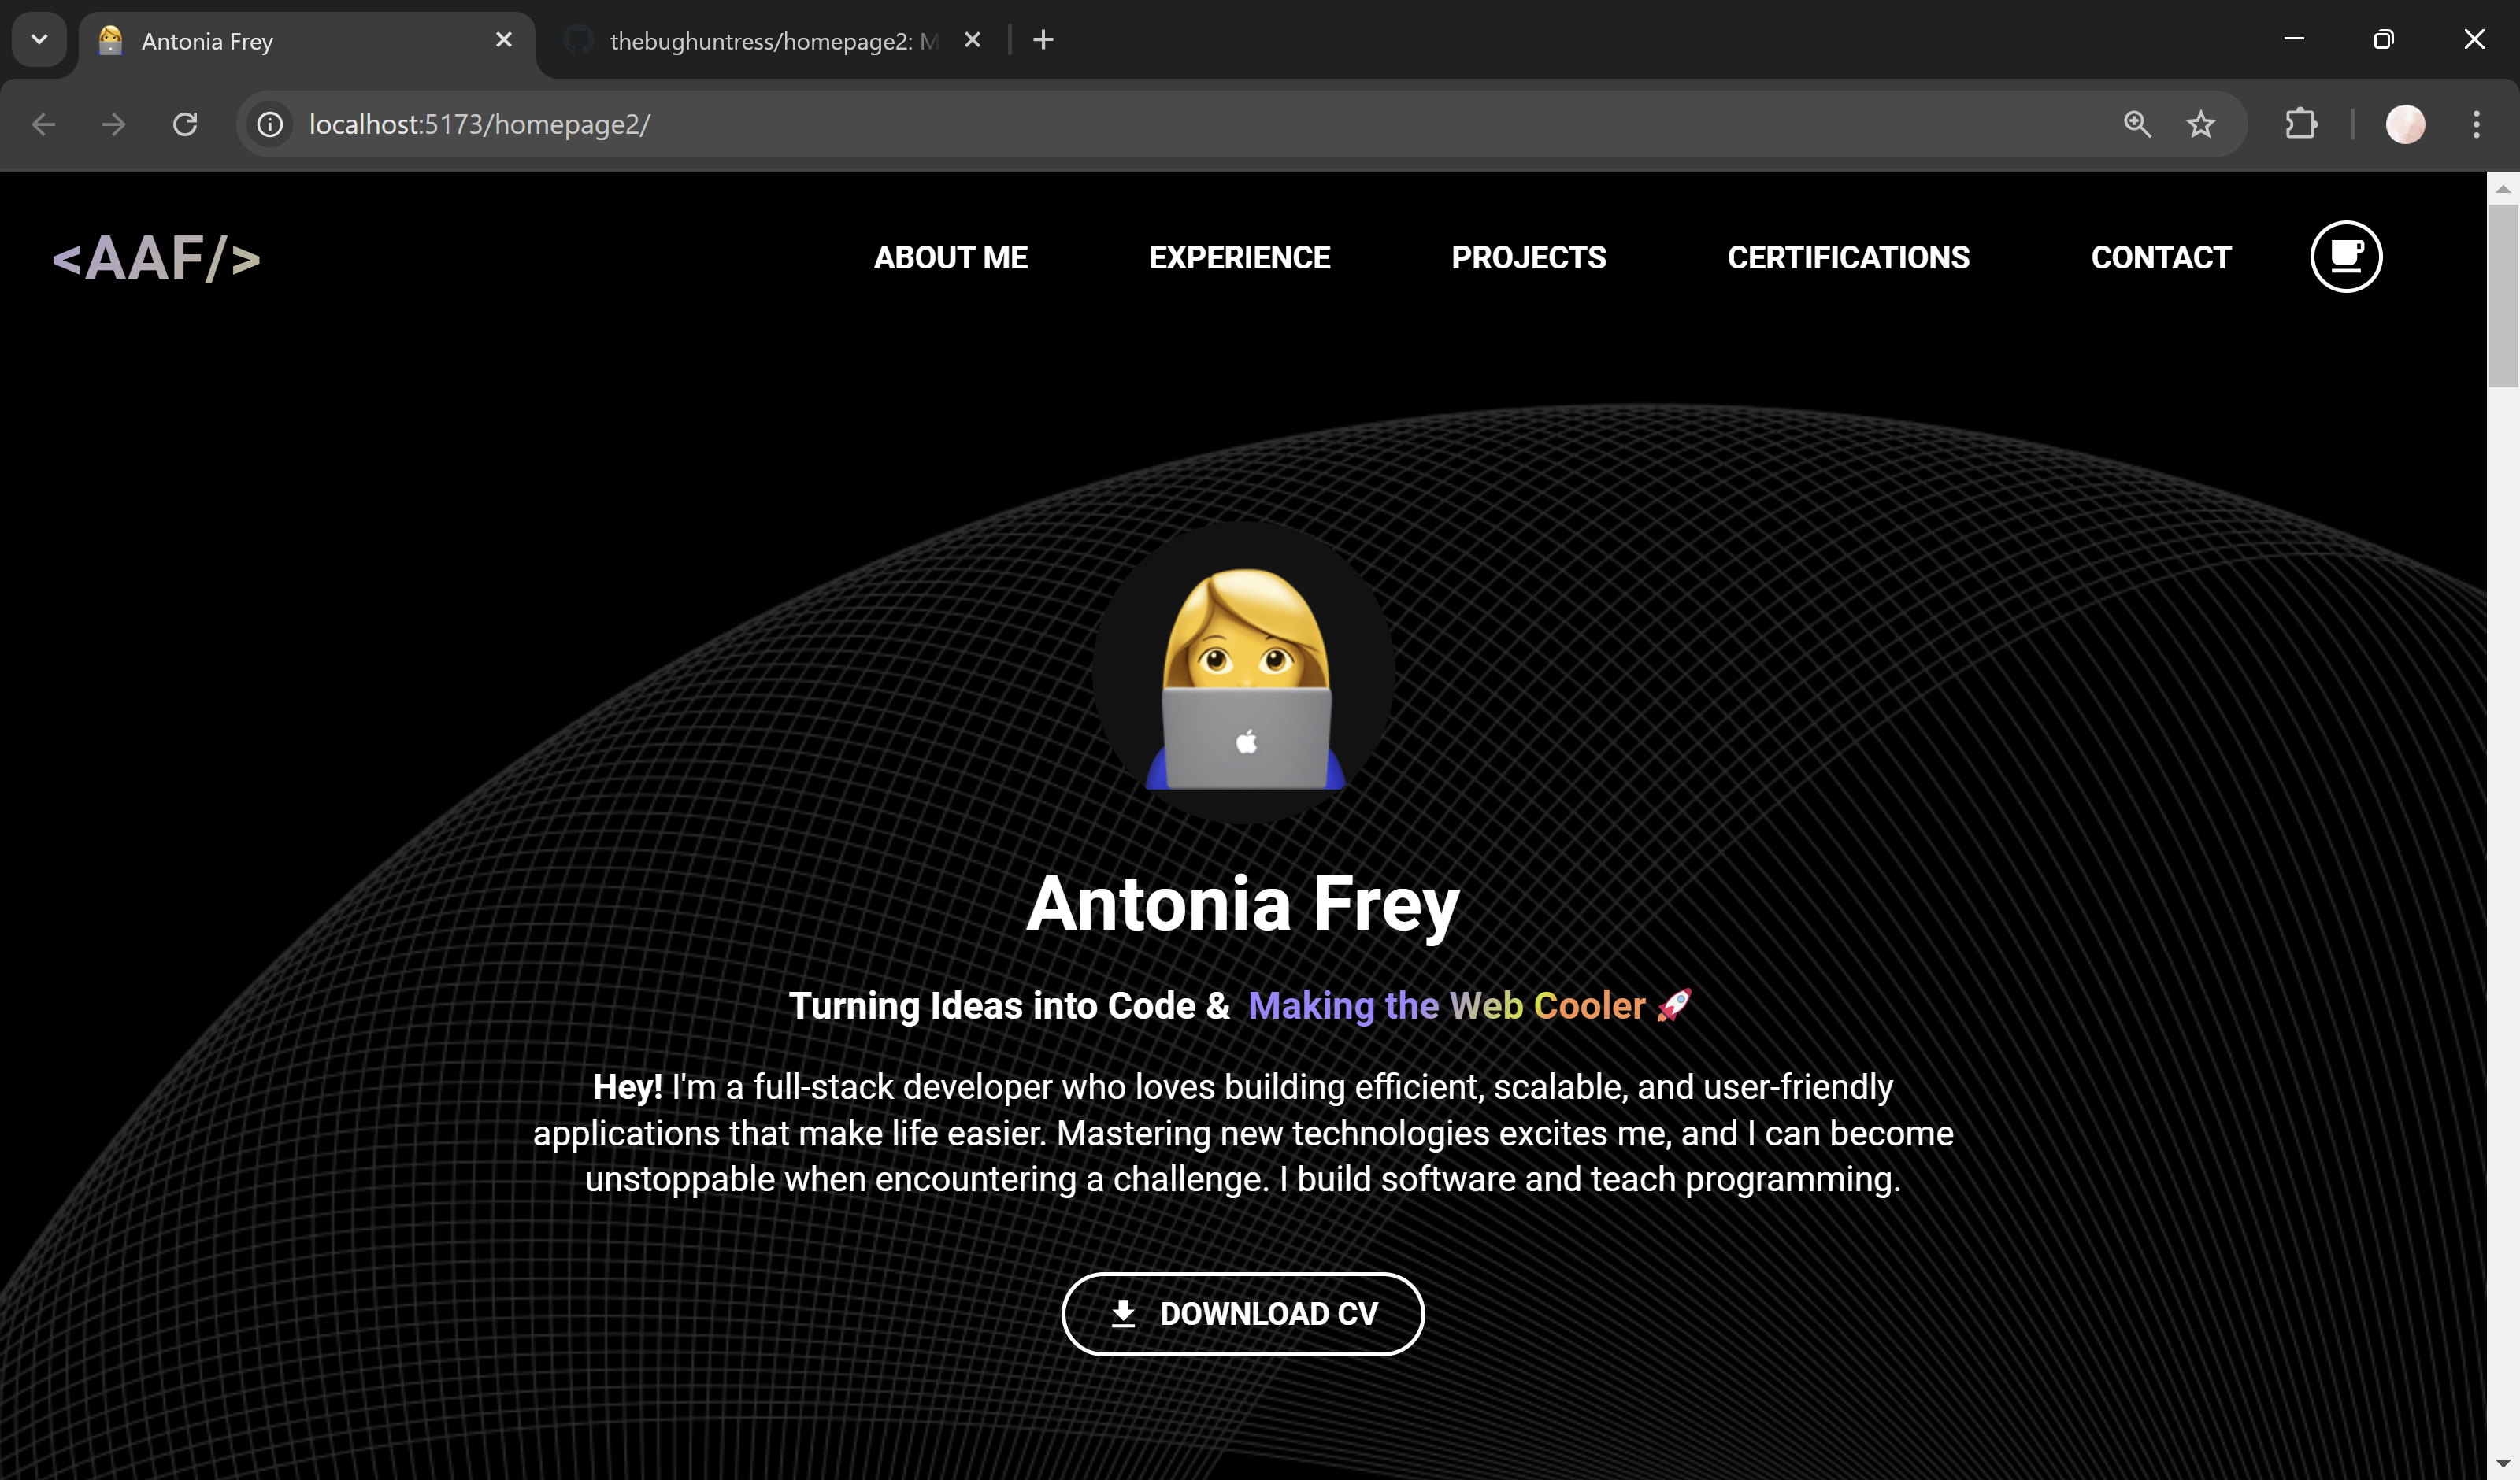 Antonia Frey
thebughuntress/homepage2: M
localhost:5173/homepage2/
<AAF/>
ABOUT ME
EXPERIENCE
PROJECTS
CERTIFICATIONS
CONTACT
Antonia Frey
Turning Ideas into Code & Making the Web Cooler 🚀
Hey! I'm a full-stack developer who loves building efficient, scalable, and user-friendly
applications that make life easier. Mastering new technologies excites me, and I can become
unstoppable when encountering a challenge. I build software and teach programming.
DOWNLOAD CV